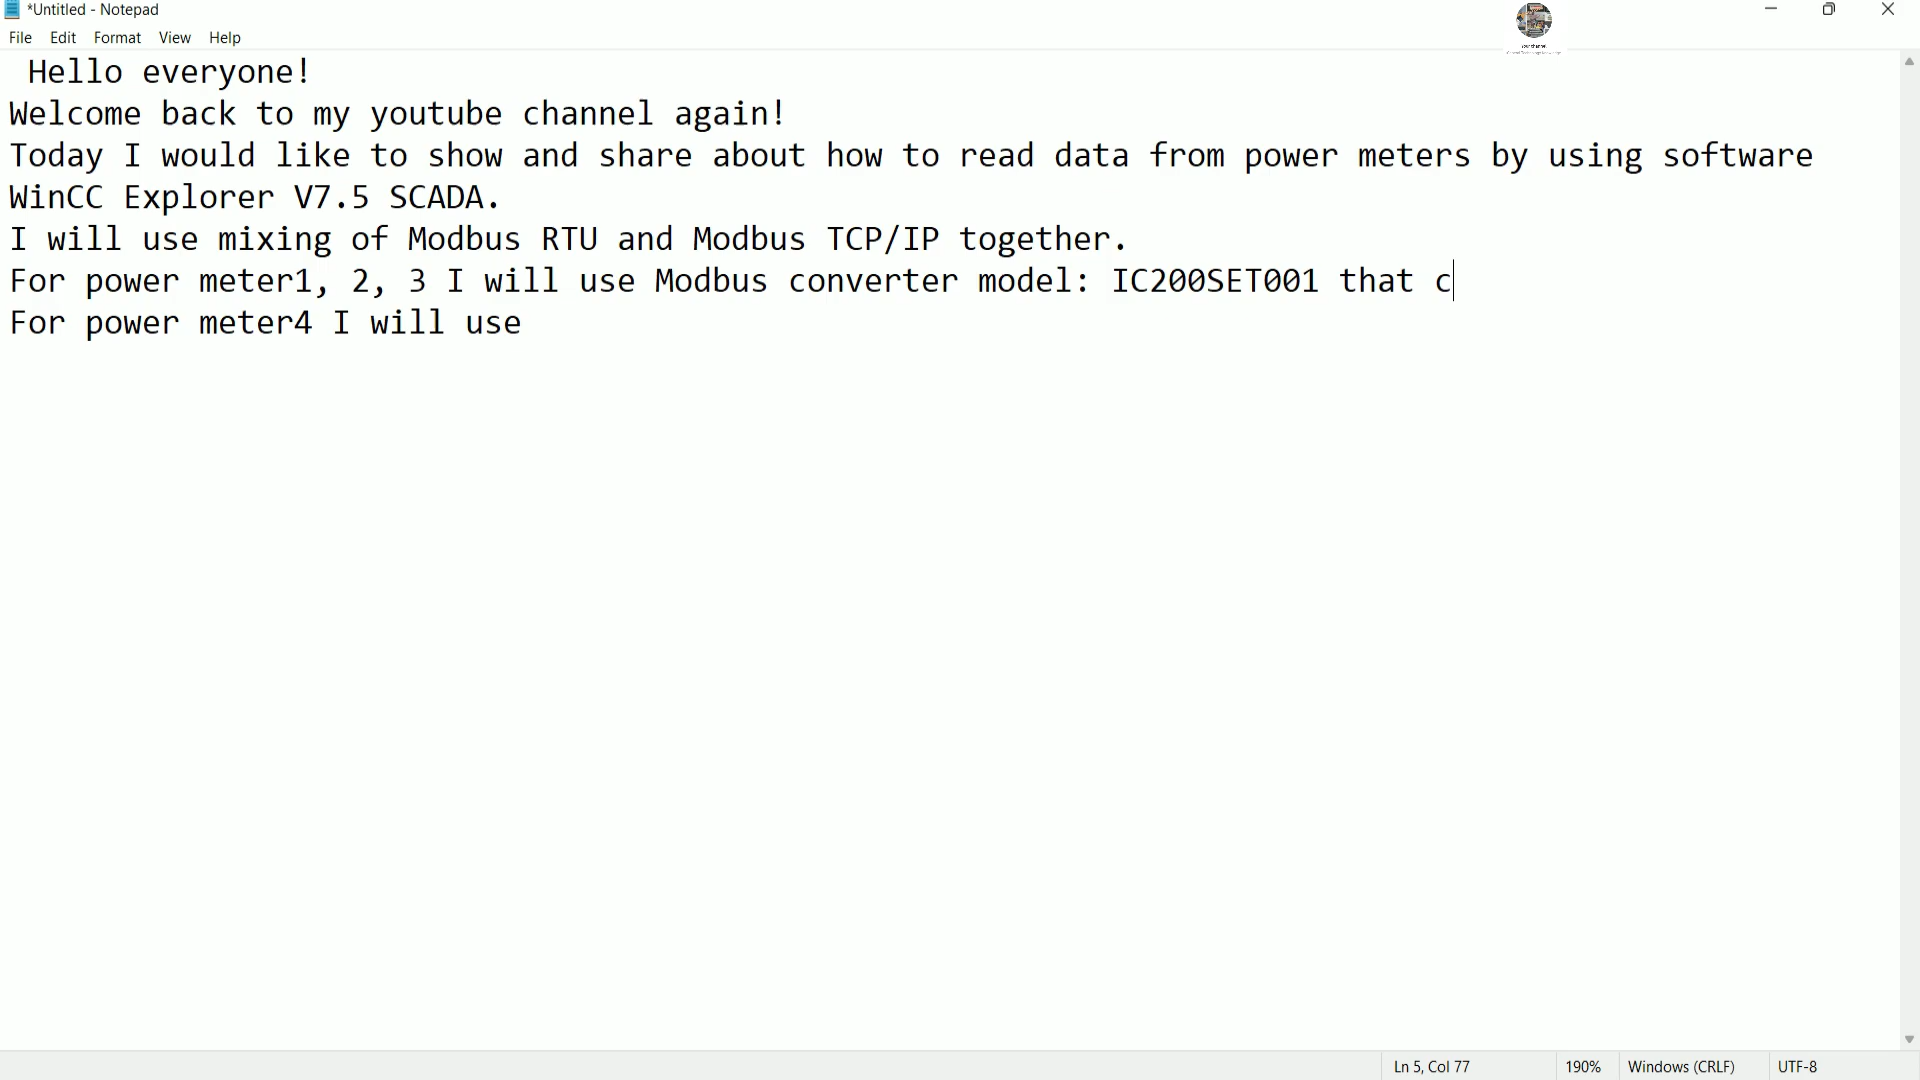 *Untitled - Notepad
File Edit Format View Help
Hello everyone!
Welcome back to my youtube channel again!
Today I would like to show and share about how to read data from power meters by using software
WinCC Explorer V7.5 SCADA.
I will use mixing of Modbus RTU and Modbus TCP/IP together.
For power meter1, 2, 3 I will use Modbus converter model: IC200SET001 that c
For power meter4 I will use
Ln 5, Col 77 190% Windows (CRLF) UTF-8